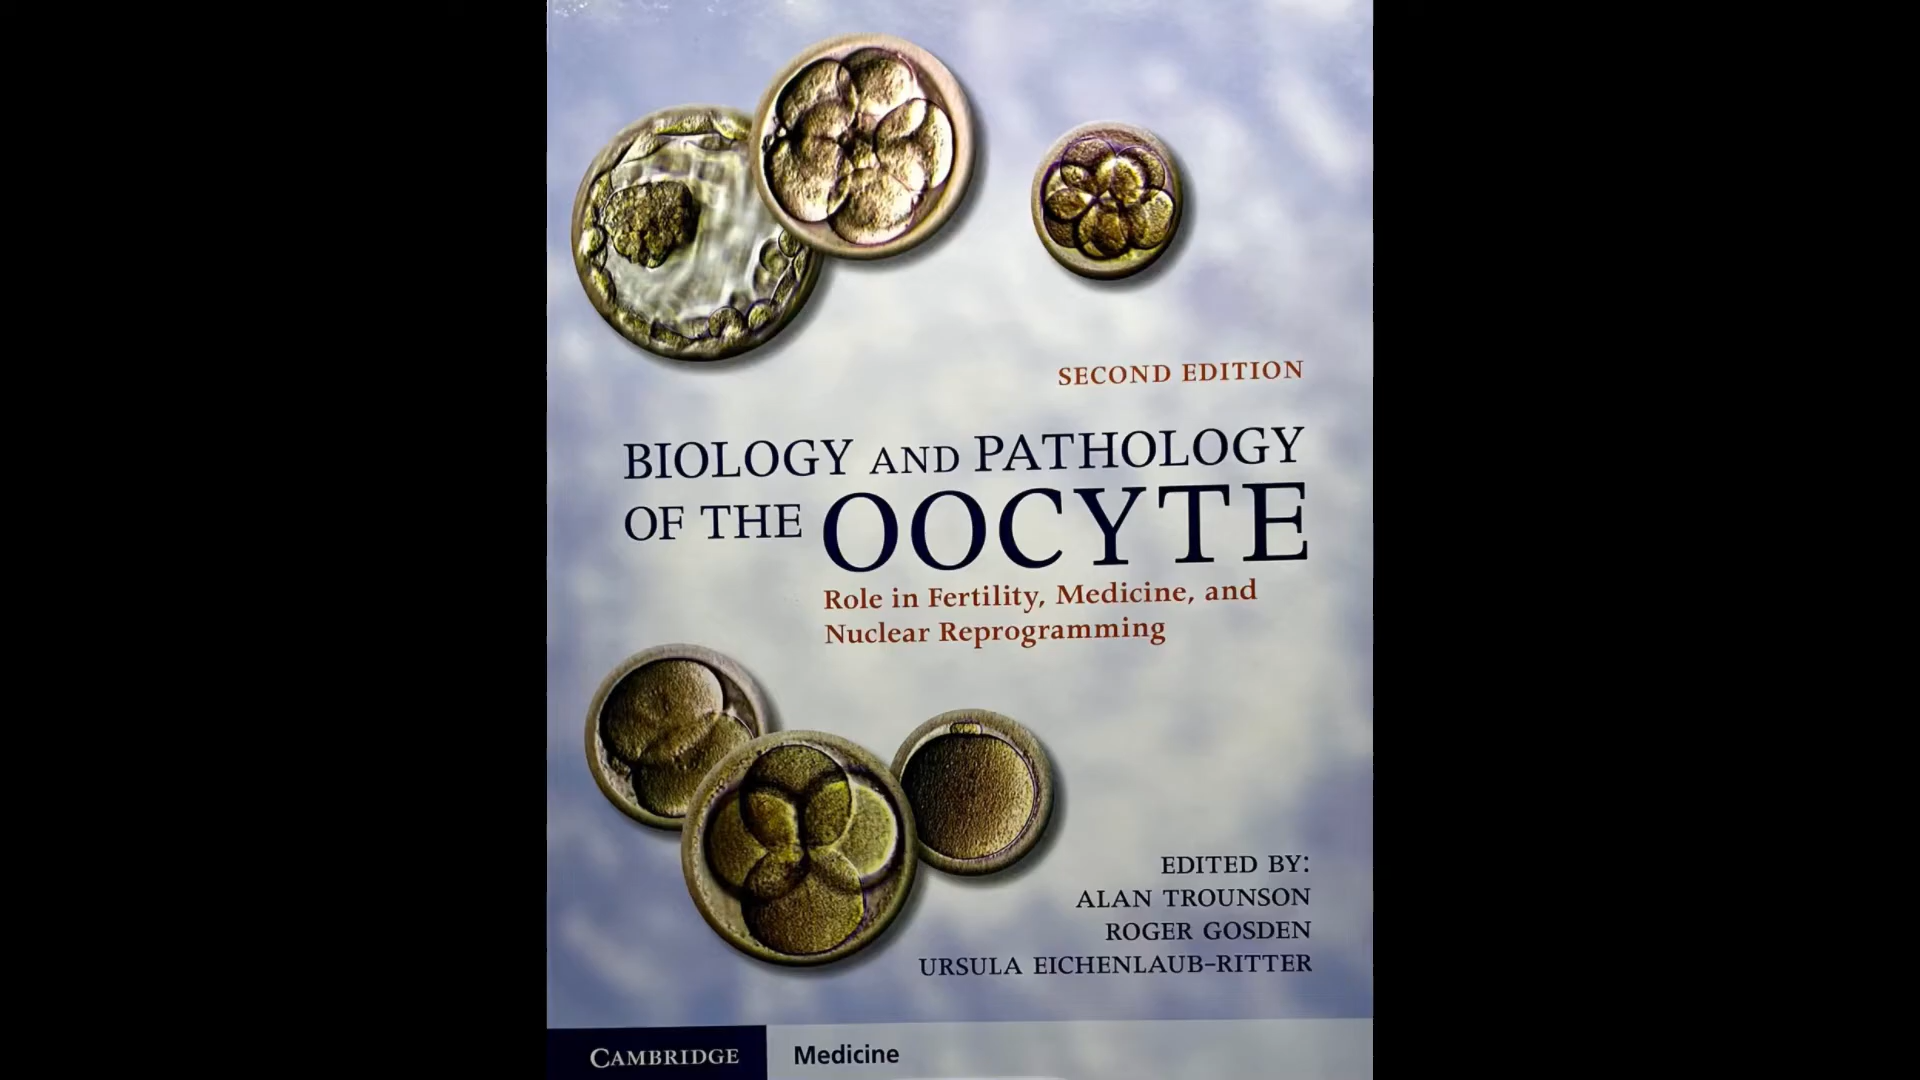 SECOND EDITION
BIOLOGY AND PATHOLOGY
OF THE OOCYTE
Role in Fertility, Medicine, and
Nuclear Reprogramming
EDITED BY:
ALAN TROUNSON
ROGER GOSDEN
URSULA EICHENLAUB-RITTER
CAMBRIDGE Medicine